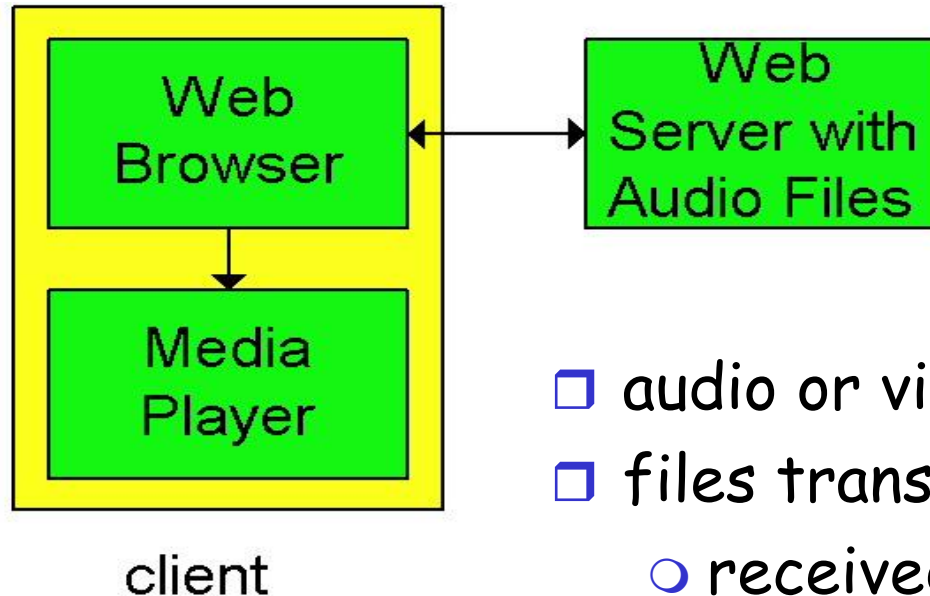 Web
Browser
Web
Server with
Audio Files
Media
Player
client
audio or vi
files trans
received